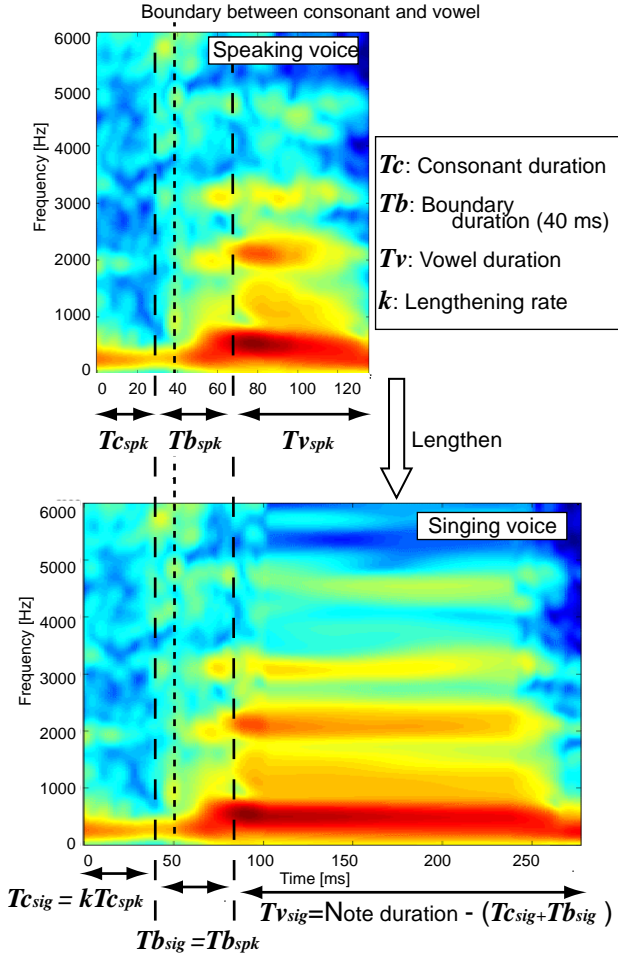 Boundary between consonant and vowel
Speaking voice
Frequency [Hz]
6000
5000
4000
3000
2000
1000
0
0 20 40 60 80 100 120
Tc: Consonant duration
Tb: Boundary
duration (40 ms)
Tv: Vowel duration
k: Lengthening rate
Tcspk Tbspk Tvspk
Lengthen
Singing voice
Frequency [Hz]
6000
5000
4000
3000
2000
1000
0
0 50 100 150 200 250
Time [ms]
Tcsig = kTcspk
Tvsig=Note duration - (Tcsig+Tbsig )
Tbsig =Tbspk